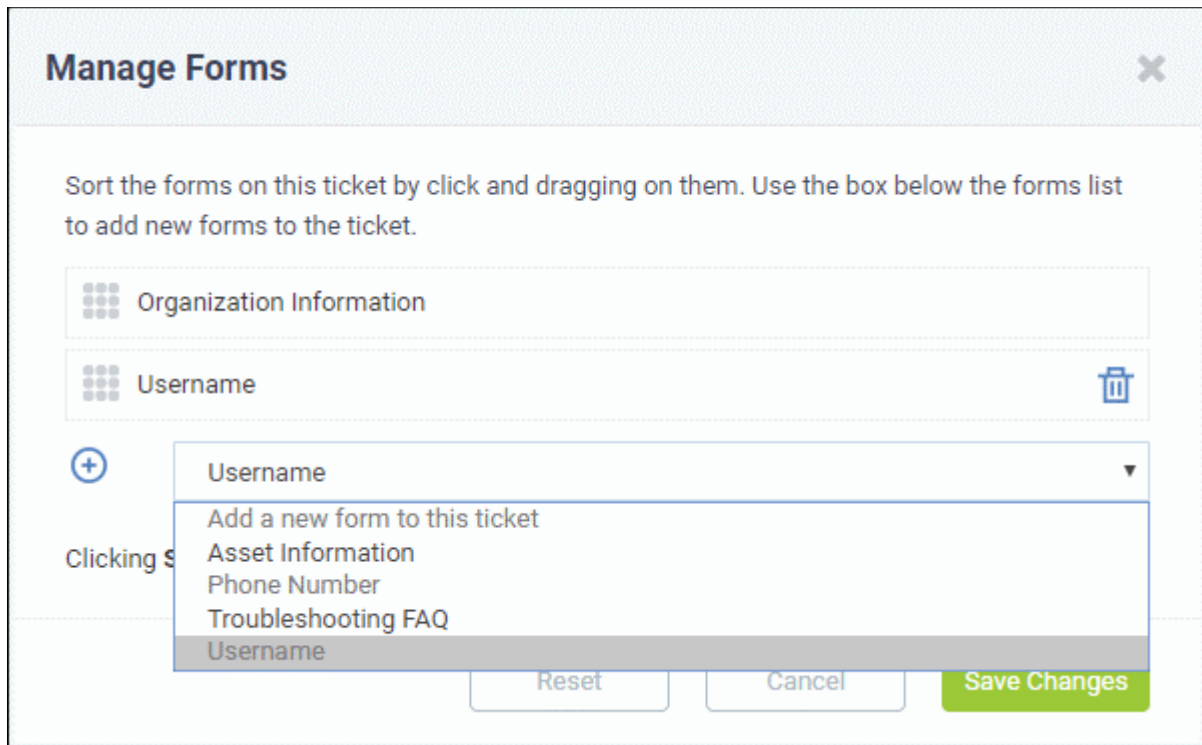 Manage Forms
Sort the forms on this ticket by click and dragging on them. Use the box below the forms list
to add new forms to the ticket.
Organization Information
Username
Username
Add a new form to this ticket
Asset Information
Clicking S
Phone Number
Troubleshooting FAQ
Username
Reset Cancel Save Changes